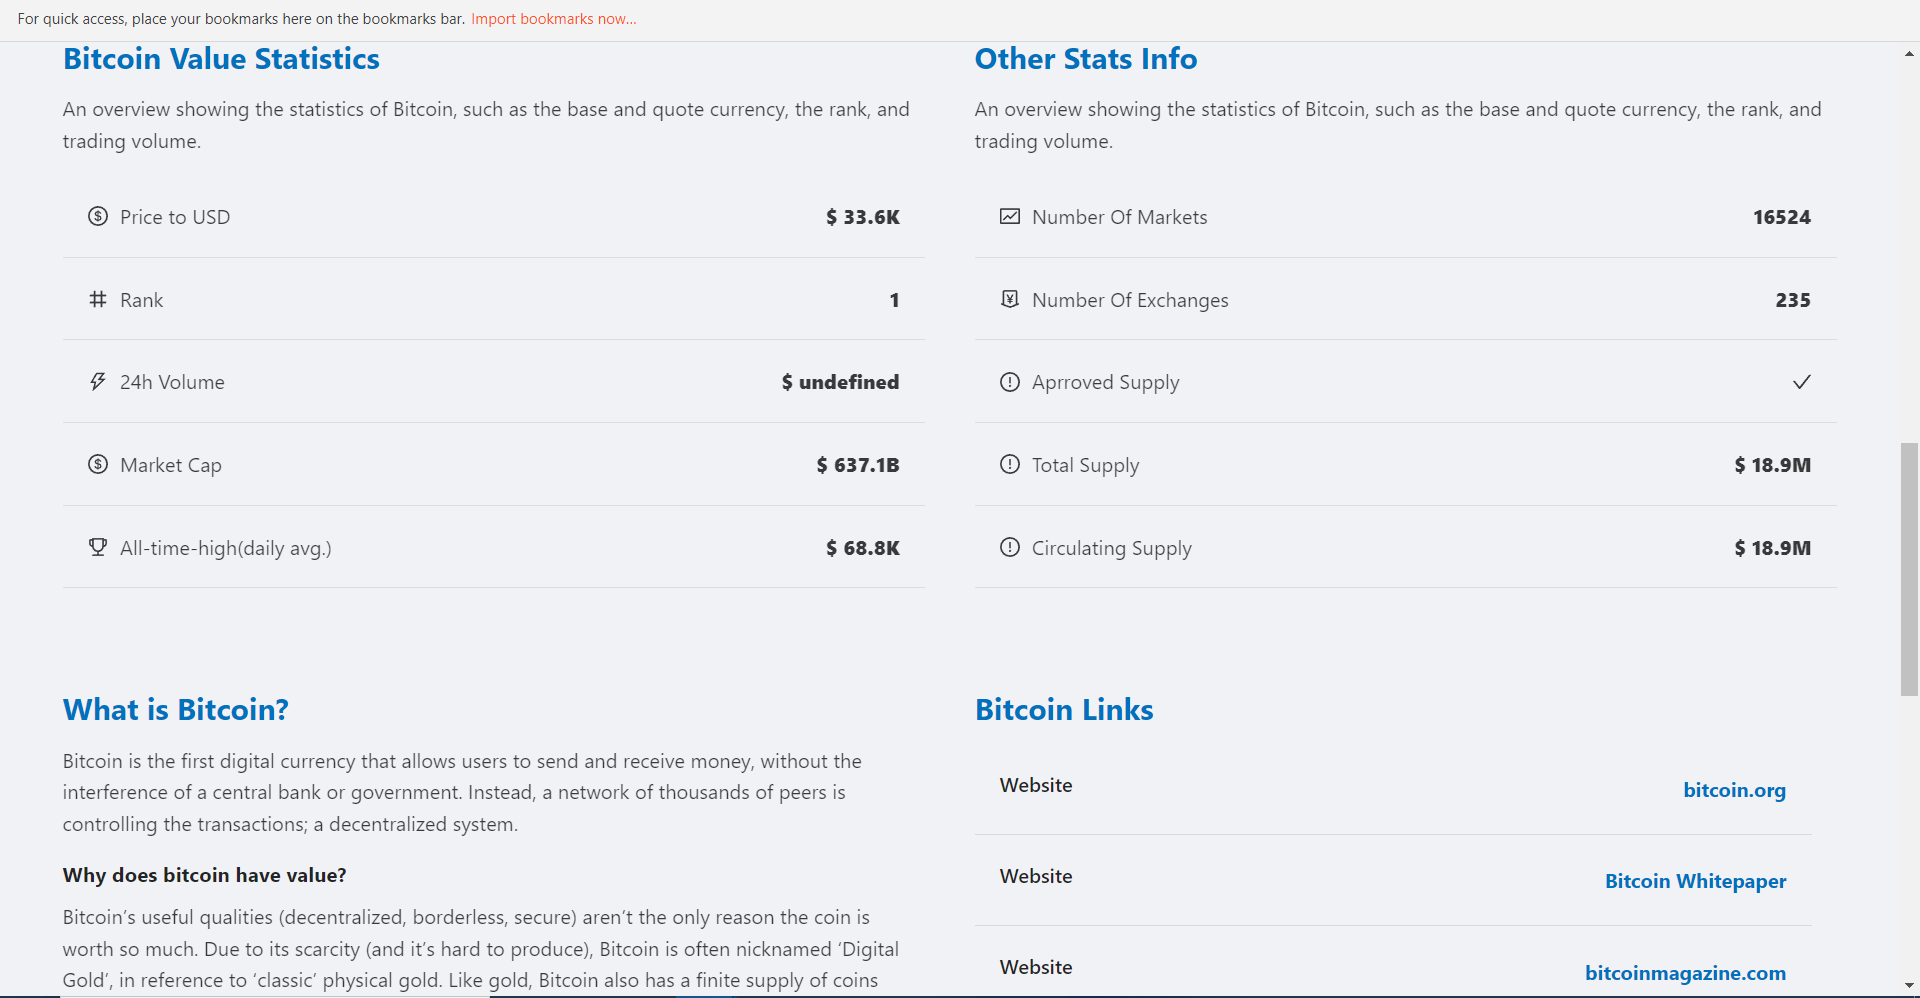 For quick access, place your bookmarks here on the bookmarks bar. Import bookmarks now...
Bitcoin Value Statistics
An overview showing the statistics of Bitcoin, such as the base and quote currency, the rank, and
trading volume.
Price to USD $ 33.6K
Rank 1
24h Volume $ undefined
Market Cap $ 637.1B
All-time-high(daily avg.) $ 68.8K
Other Stats Info
An overview showing the statistics of Bitcoin, such as the base and quote currency, the rank, and
trading volume.
Number Of Markets 16524
Number Of Exchanges 235
Aprroved Supply
Total Supply $ 18.9M
Circulating Supply $ 18.9M
What is Bitcoin?
Bitcoin is the first digital currency that allows users to send and receive money, without the
interference of a central bank or government. Instead, a network of thousands of peers is
controlling the transactions; a decentralized system.
Why does bitcoin have value?
Bitcoin’s useful qualities (decentralized, borderless, secure) aren’t the only reason the coin is
worth so much. Due to its scarcity (and it’s hard to produce), Bitcoin is often nicknamed ‘Digital
Gold’, in reference to ‘classic’ physical gold. Like gold, Bitcoin also has a finite supply of coins
Bitcoin Links
Website bitcoin.org
Website Bitcoin Whitepaper
Website bitcoinmagazine.com